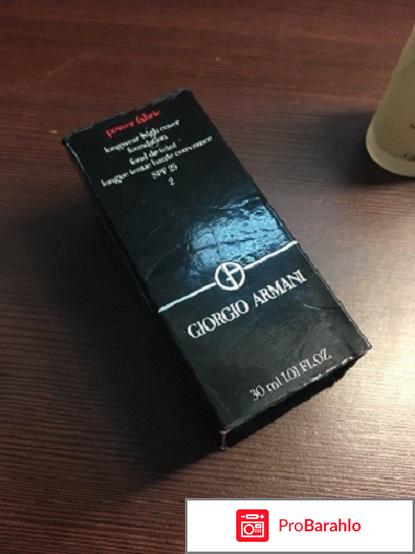 power fabric
longwear high cover
foundation
fond de teint
longue tenue haute couvrance
SPF 25
2
GIORGIO ARMANI
30 ml 1.01 FL.OZ.
ProBarahlo